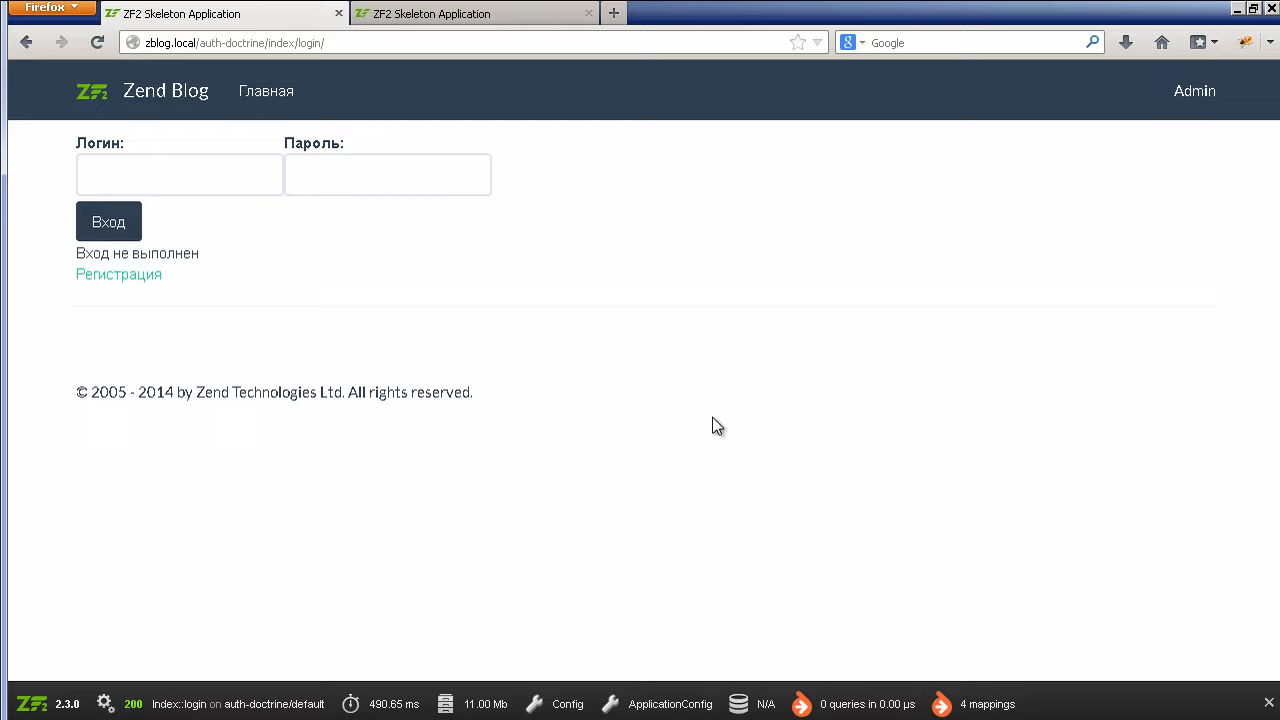 Firefox
ZF2 Skeleton Application
ZF2 Skeleton Application
zblog.local/auth-doctrine/index/login/
Google
ZF2 Zend Blog Главная Admin
Логин: Пароль:
Вход
Вход не выполнен
Регистрация
© 2005 - 2014 by Zend Technologies Ltd. All rights reserved.
ZF2 2.3.0 200 Index::login on auth-doctrine/default 490.65 ms 11.00 Mb Config ApplicationConfig N/A 0 queries in 0.00 µs 4 mappings